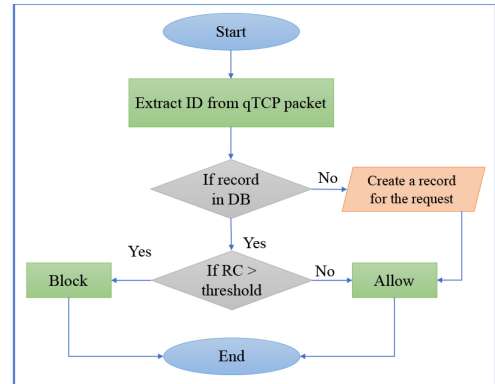 Start
Extract ID from qTCP packet
If record
in DB
No
Create a record
for the request
Yes
Yes
Block
If RC >
threshold
No
Allow
End